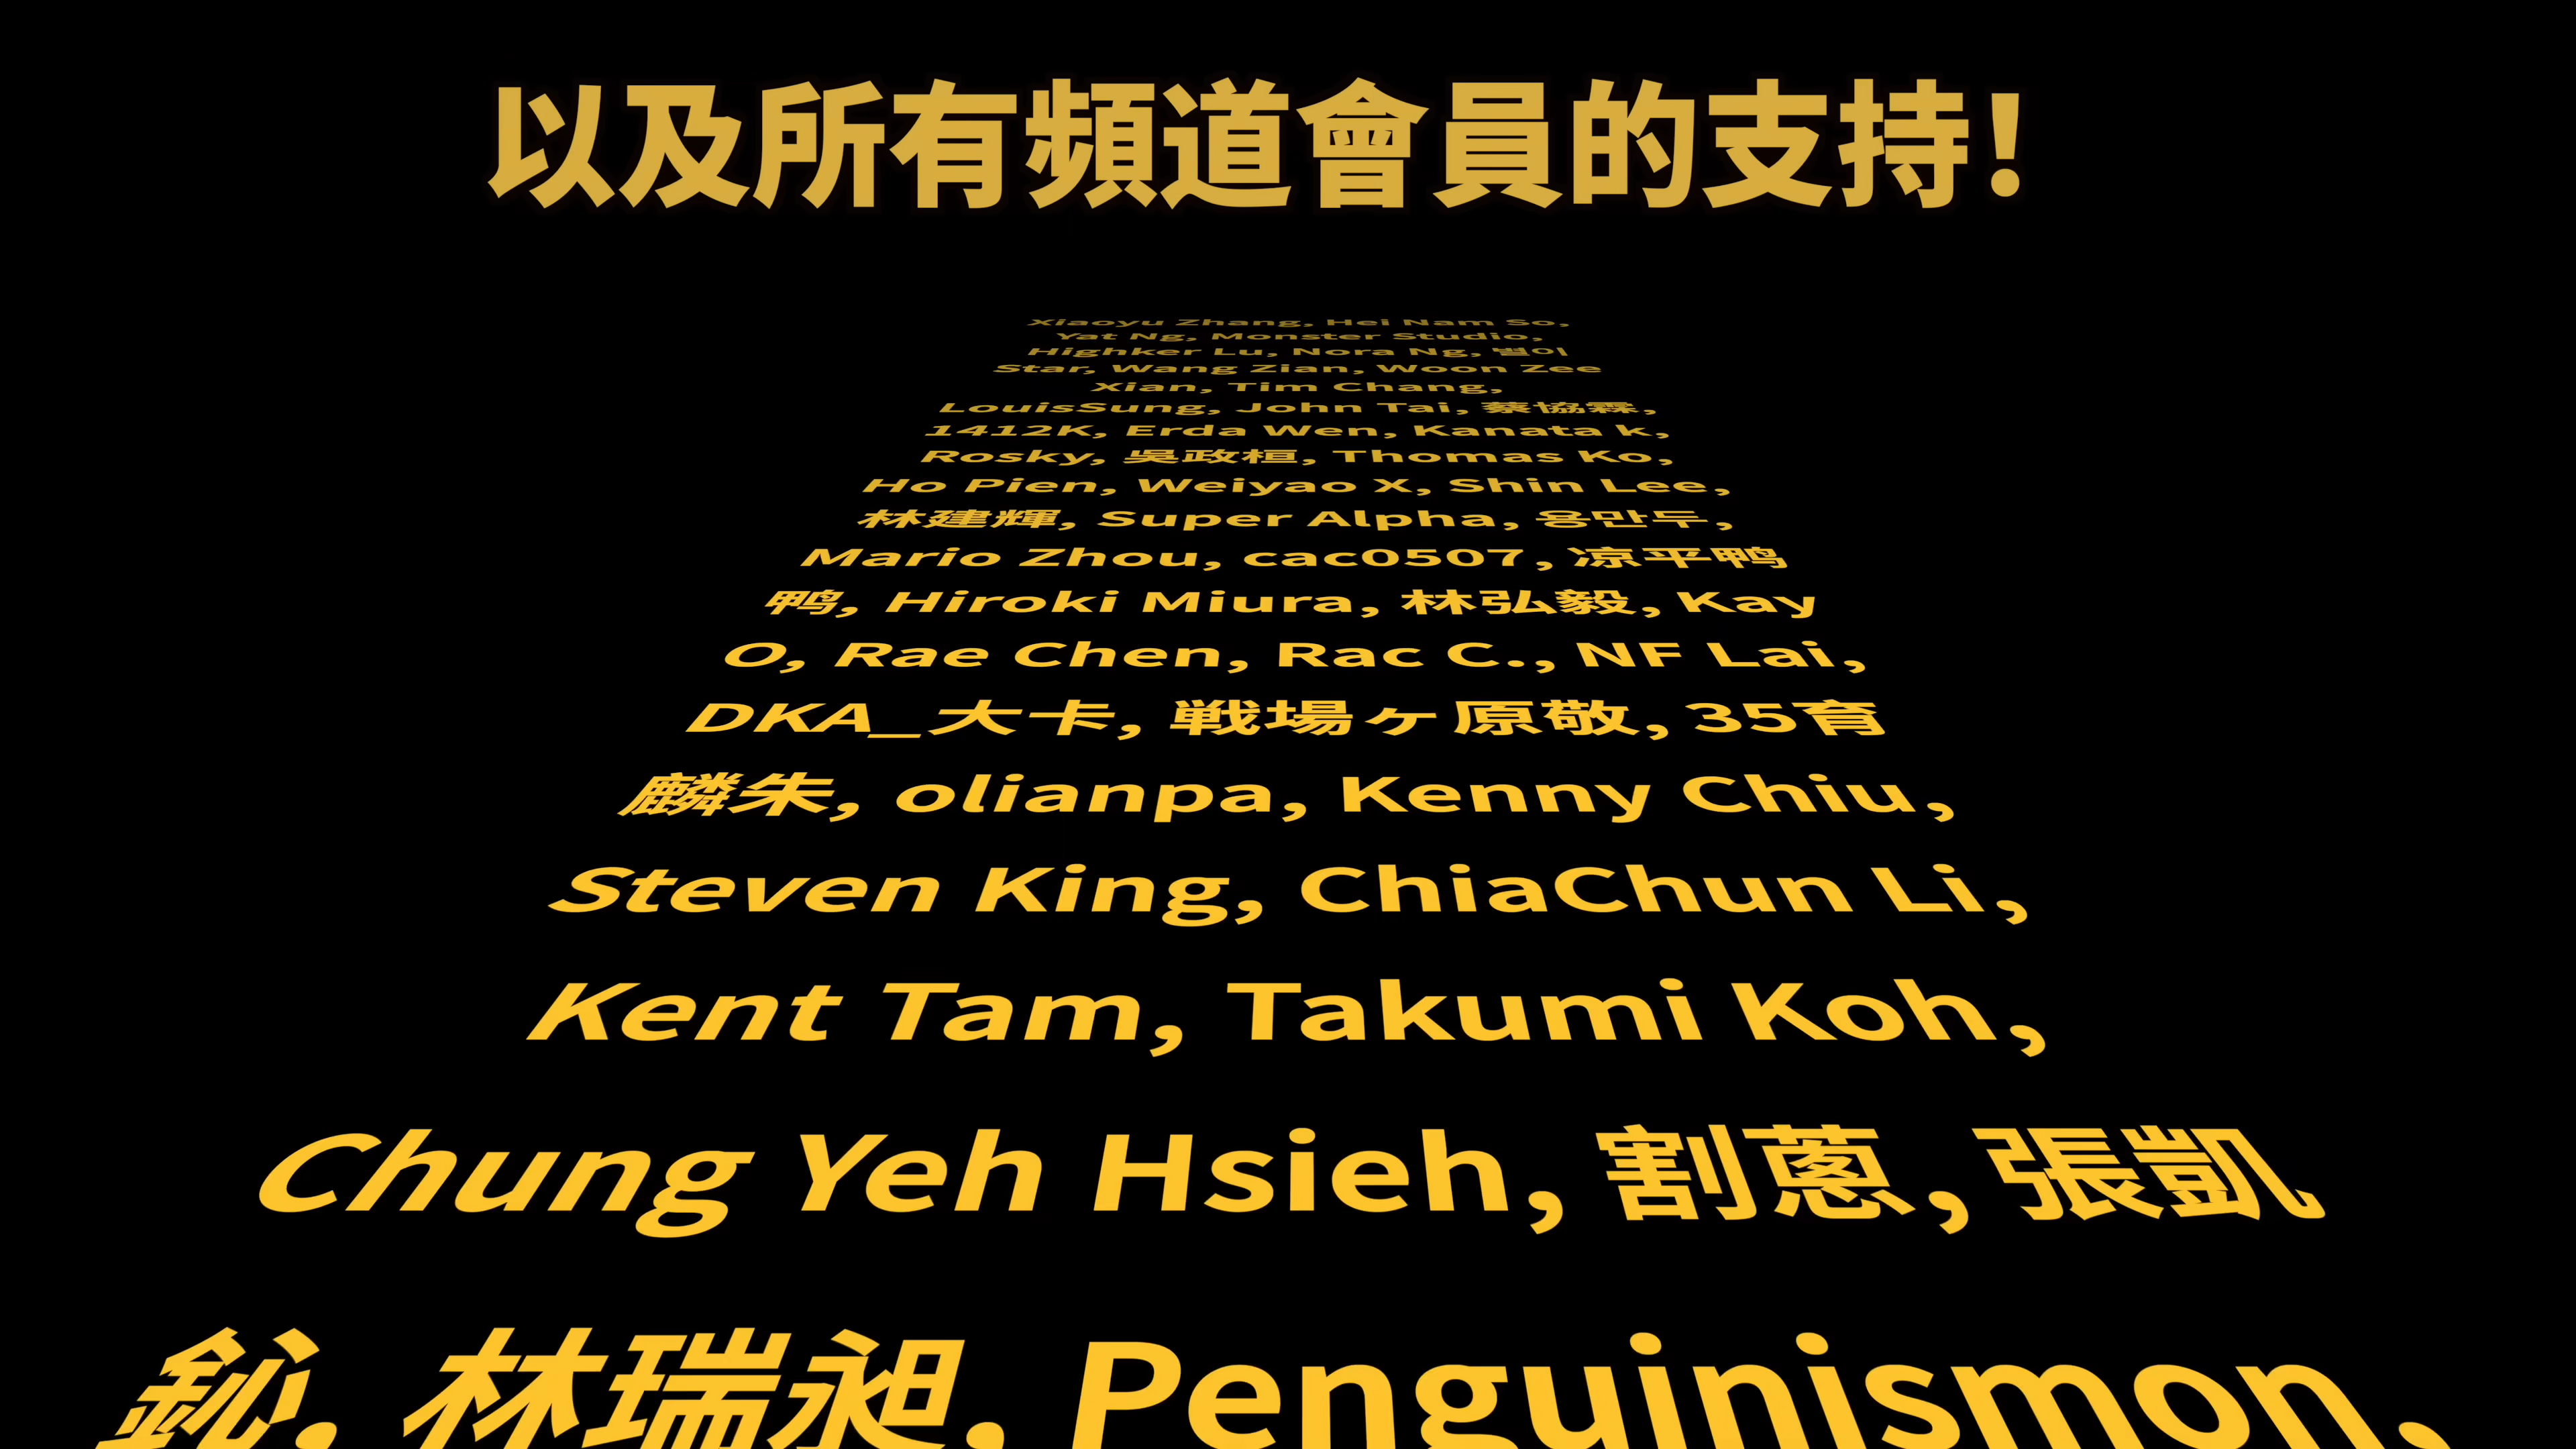 以及所有頻道會員的支持!
Xiaoyu Zhang, Hei Nam So,
Yat Ng, Monster Studio,
Highker Lu, Nora Ng, 별이
Star, Wang Zian, Woon Zee
Xian, Tim Chang,
LouisSung, John Tai, 蔡協霖,
1412K, Erda Wen, Kanata k,
Rosky, 吳政桓, Thomas Ko,
Ho Pien, Weiyao X, Shin Lee,
林建輝, Super Alpha, 용만두,
Mario Zhou, cac0507, 凉平鸭
鸭, Hiroki Miura, 林弘毅, Kay
O, Rae Chen, Rac C., NF Lai,
DKA_大卡, 戦場ヶ原敬, 35育
麟朱, olianpa, Kenny Chiu,
Steven King, ChiaChun Li,
Kent Tam, Takumi Koh,
Chung Yeh Hsieh, 割蔥, 張凱
鈊, 林瑞昶, Penguinismon,